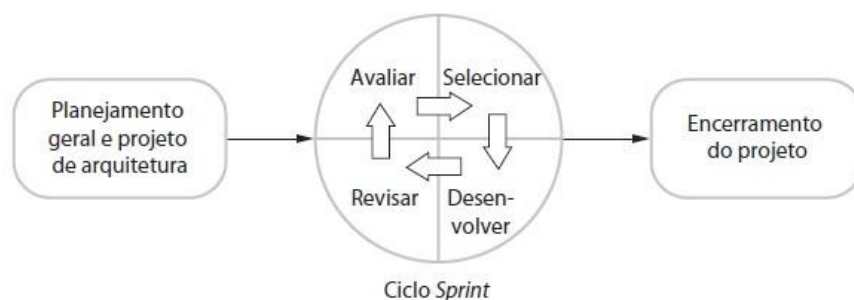 Planejamento
geral e projeto
de arquitetura
Avaliar
Selecionar
Revisar
Desen-
volver
Encerramento
do projeto
Ciclo Sprint